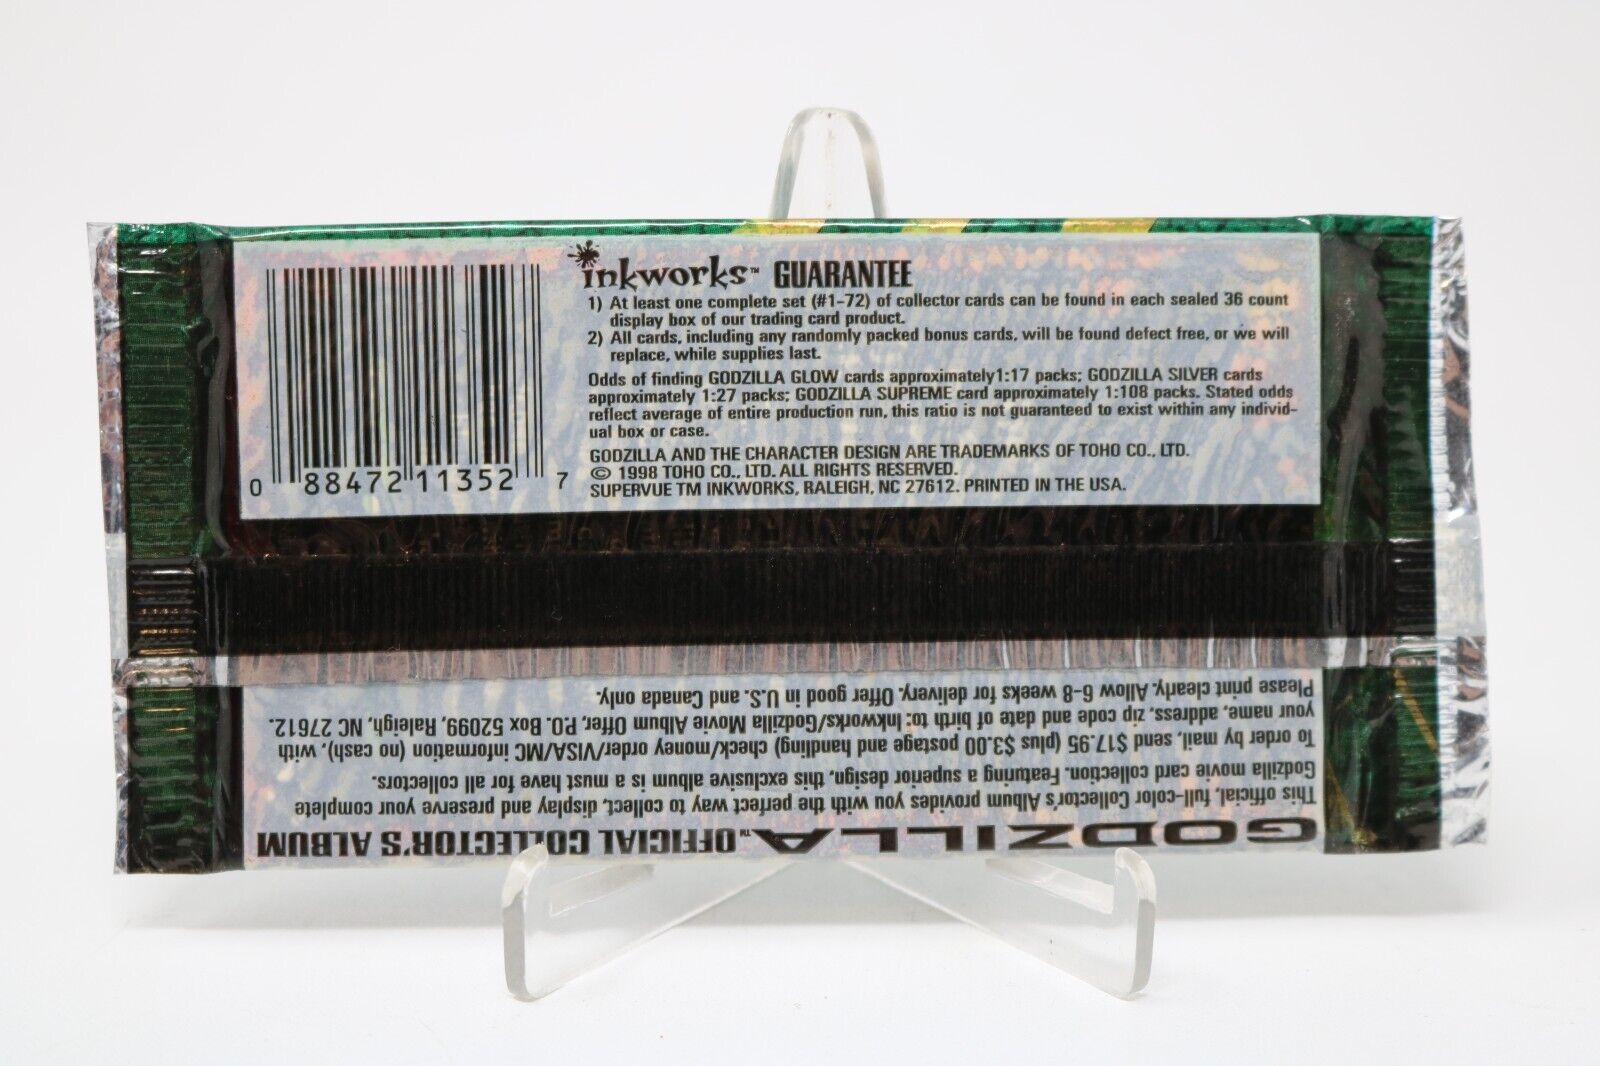 inkworks™ GUARANTEE
1) At least one complete set (#1-72) of collector cards can be found in each sealed 36 count
display box of our trading card product.
2) All cards, including any randomly packed bonus cards, will be found defect free, or we will
replace, while supplies last.
Odds of finding GODZILLA GLOW cards approximately1:17 packs; GODZILLA SILVER cards
approximately 1:27 packs; GODZILLA SUPREME card approximately 1:108 packs. Stated odds
reflect average of entire production run, this ratio is not guaranteed to exist within any individ-
ual box or case.
GODZILLA AND THE CHARACTER DESIGN ARE TRADEMARKS OF TOHO CO., LTD.
© 1998 TOHO CO., LTD. ALL RIGHTS RESERVED.
SUPERVUE TM INKWORKS, RALEIGH, NC 27612. PRINTED IN THE USA.
0 88472 11352 7
GODZILLA™ OFFICIAL COLLECTOR'S ALBUM
This official, full-color Collector's Album provides you with the perfect way to collect, display and preserve your complete
Godzilla movie card collection. Featuring a superior design, this exclusive album is a must have for all collectors.
To order by mail, send $17.95 (plus $3.00 postage and handling) check/money/order/VISA/MC information (no cash), with
your name, address, zip code and date of birth to: Inkworks/Godzilla Movie Album Offer, P.O. Box 52099, Raleigh, NC 27612.
Please print clearly. Allow 6-8 weeks for delivery. Offer good in U.S. and Canada only.